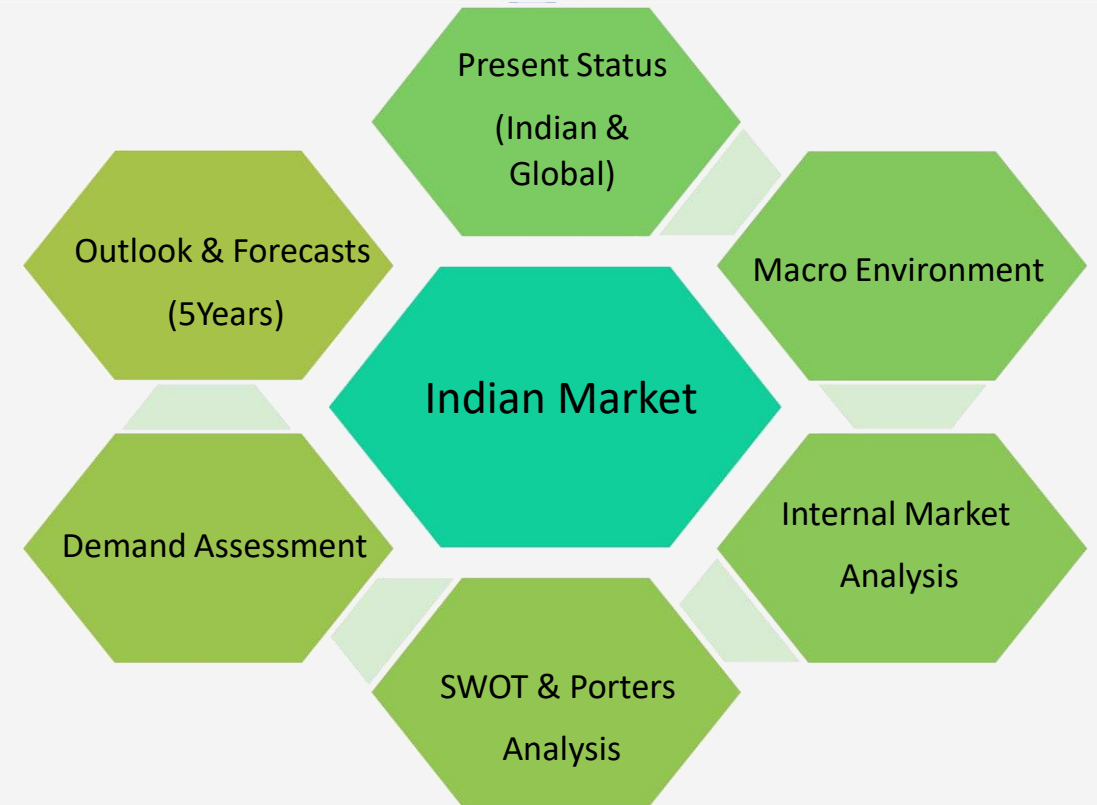 Present Status
(Indian &
Global)
Macro Environment
Internal Market
Analysis
SWOT & Porters
Analysis
Demand Assessment
Outlook & Forecasts
(5Years)
Indian Market